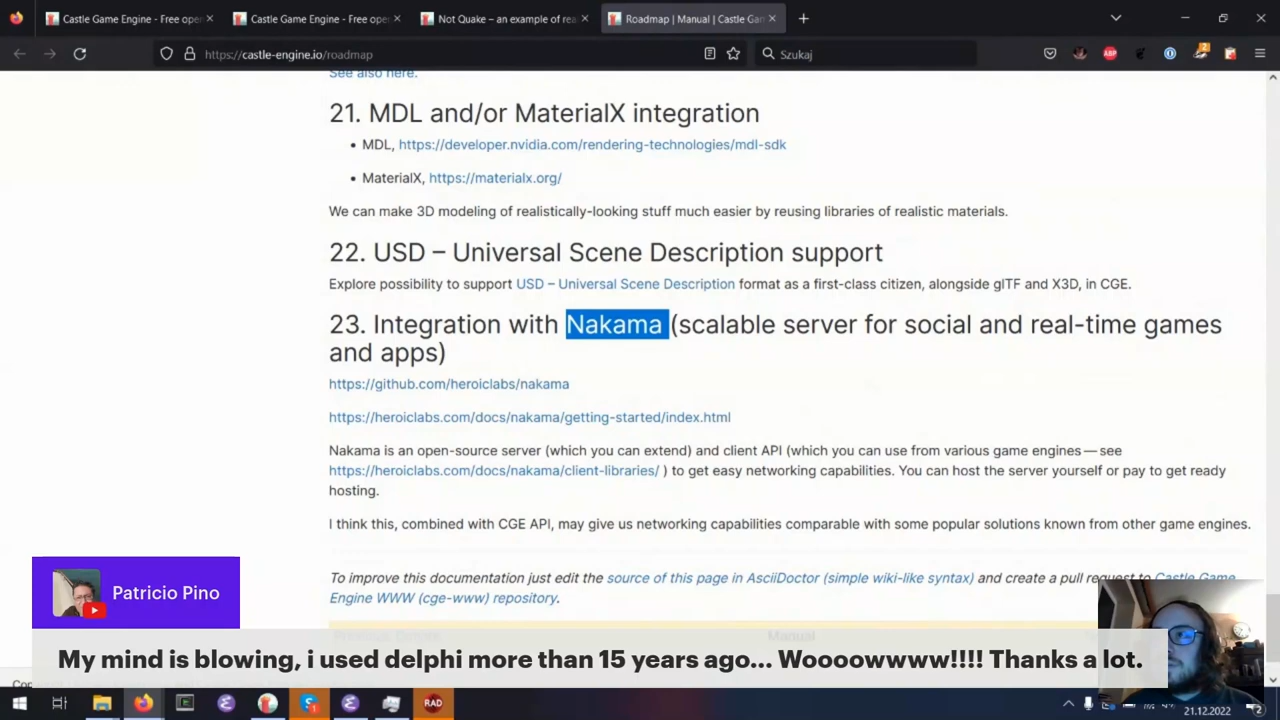 Castle Game Engine - Free ope
Castle Game Engine - Free ope
Not Quake – an example of rea
Roadmap | Manual | Castle Gam
https://castle-engine.io/roadmap
Szukaj
See also here.
21. MDL and/or MaterialX integration
• MDL, https://developer.nvidia.com/rendering-technologies/mdl-sdk
• MaterialX, https://materialx.org/
We can make 3D modeling of realistically-looking stuff much easier by reusing libraries of realistic materials.
22. USD – Universal Scene Description support
Explore possibility to support USD – Universal Scene Description format as a first-class citizen, alongside glTF and X3D, in CGE.
23. Integration with Nakama (scalable server for social and real-time games
and apps)
https://github.com/heroiclabs/nakama
https://heroiclabs.com/docs/nakama/getting-started/index.html
Nakama is an open-source server (which you can extend) and client API (which you can use from various game engines — see
https://heroiclabs.com/docs/nakama/client-libraries/ ) to get easy networking capabilities. You can host the server yourself or pay to get ready
hosting.
I think this, combined with CGE API, may give us networking capabilities comparable with some popular solutions known from other game engines.
To improve this documentation just edit the source of this page in AsciiDoctor (simple wiki-like syntax) and create a pull request to Castle Game
Engine WWW (cge-www) repository.
Manual
Patricio Pino
My mind is blowing, i used delphi more than 15 years ago... Woooowwww!!!! Thanks a lot.
RAD
21.12.2022
2